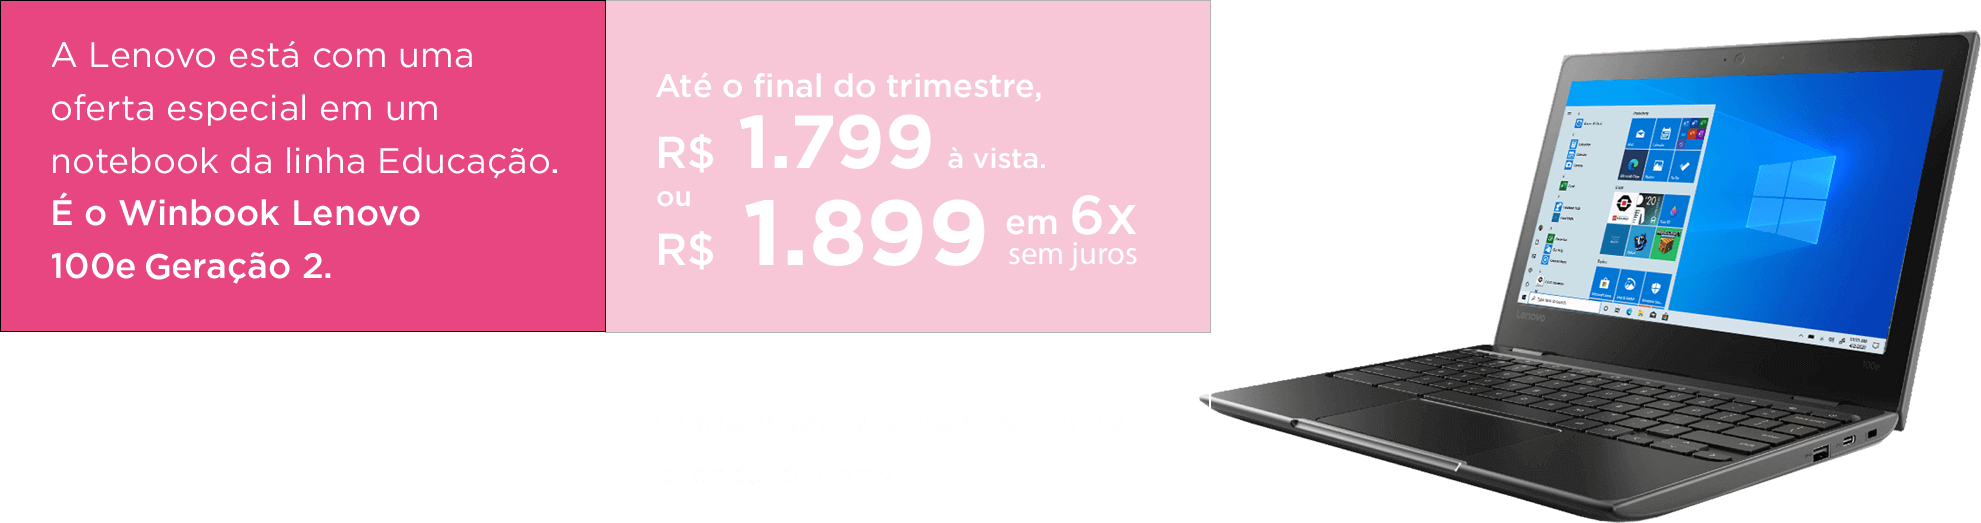 A Lenovo está com uma
oferta especial em um
notebook da linha Educação.
É o Winbook Lenovo
100e Geração 2.
Até o final do trimestre,
R$ 1.799 à vista.
ou
R$ 1.899 em 6x
sem juros
Lenovo
100e